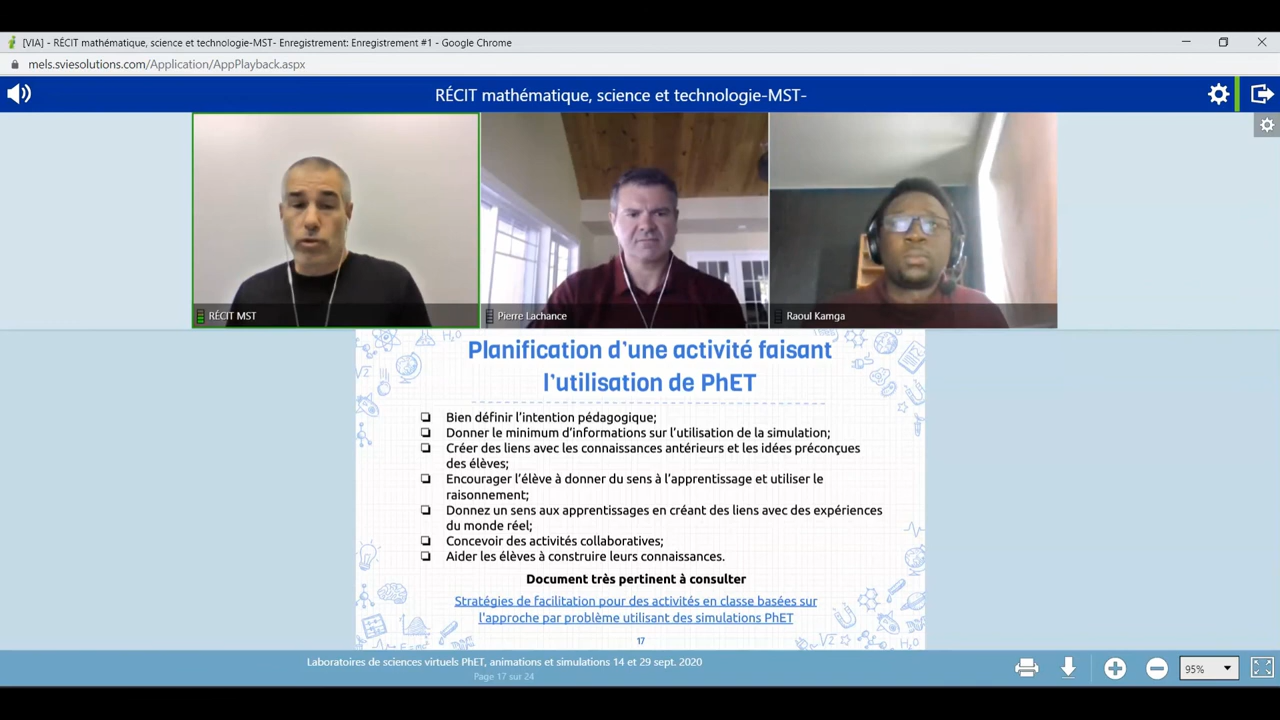 [VIA] - RÉCIT mathématique, science et technologie-MST- Enregistrement: Enregistrement #1 - Google Chrome
mels.sviesolutions.com/Application/AppPlayback.aspx
RÉCIT mathématique, science et technologie-MST-
RÉCIT MST
Pierre Lachance
Raoul Kamga
Planification d'une activité faisant
l'utilisation de PhET
Bien définir l'intention pédagogique;
Donner le minimum d'informations sur l'utilisation de la simulation;
Créer des liens avec les connaissances antérieurs et les idées préconçues
des élèves;
Encourager l'élève à donner du sens à l'apprentissage et utiliser le
raisonnement;
Donnez un sens aux apprentissages en créant des liens avec des expériences
du monde réel;
Concevoir des activités collaboratives;
Aider les élèves à construire leurs connaissances.
Document très pertinent à consulter
Stratégies de facilitation pour des activités en classe basées sur
l'approche par problème utilisant des simulations PhET
17
Laboratoires de sciences virtuels PhET, animations et simulations 14 et 29 sept. 2020
Page 17 sur 24
95%